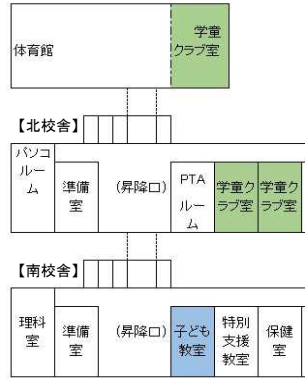 体育館
学童
クラブ室
【北校舎】
パソコ
ルーム
準備
室
(昇降口)
PTA
ルー
ム
学童ク
ラブ室
学童ク
ラブ室
【南校舎】
理科
室
準備
室
(昇降口)
子ども
教室
特別
支援
教室
保健
室